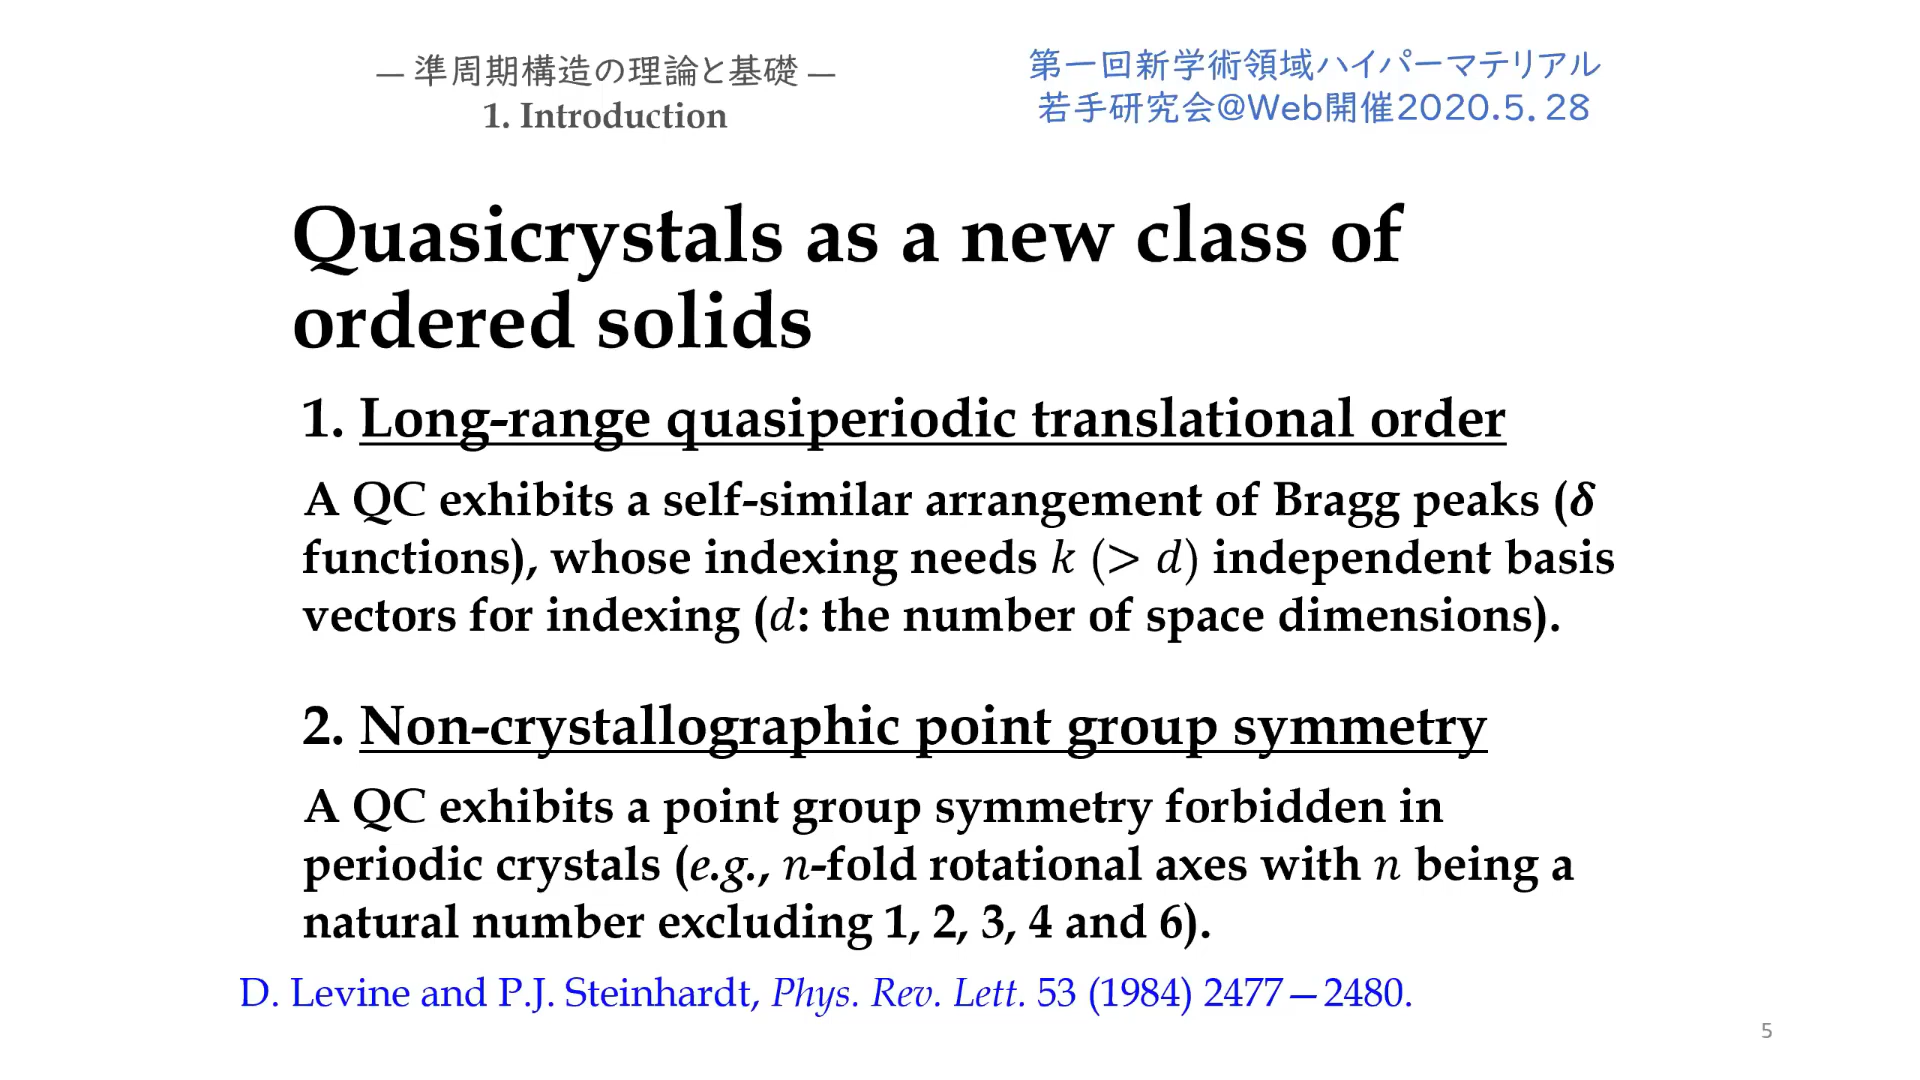 ― 準周期構造の理論と基礎 ―
1. Introduction
第一回新学術領域ハイパーマテリアル
若手研究会@Web開催2020.5.28
Quasicrystals as a new class of
ordered solids
1. Long-range quasiperiodic translational order
A QC exhibits a self-similar arrangement of Bragg peaks (δ
functions), whose indexing needs k (> d) independent basis
vectors for indexing (d: the number of space dimensions).
2. Non-crystallographic point group symmetry
A QC exhibits a point group symmetry forbidden in
periodic crystals (e.g., n-fold rotational axes with n being a
natural number excluding 1, 2, 3, 4 and 6).
D. Levine and P.J. Steinhardt, Phys. Rev. Lett. 53 (1984) 2477—2480.
5